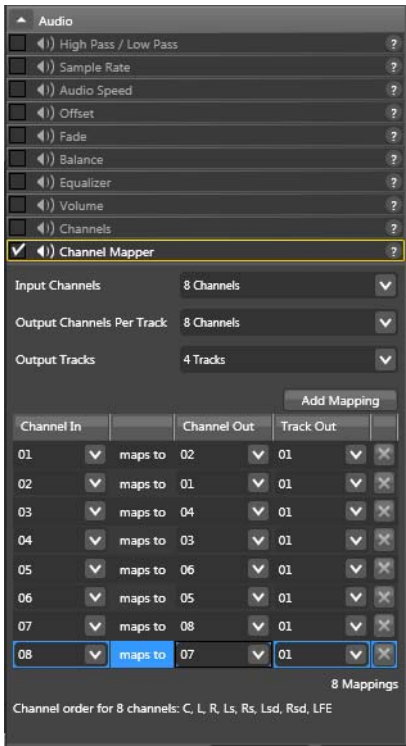 Audio
High Pass / Low Pass ?
Sample Rate ?
Audio Speed ?
Offset ?
Fade ?
Balance ?
Equalizer ?
Volume ?
Channels ?
Channel Mapper ?
Input Channels 8 Channels
Output Channels Per Track 8 Channels
Output Tracks 4 Tracks
Add Mapping
Channel In Channel Out Track Out
01 maps to 02 01
02 maps to 01 01
03 maps to 04 01
04 maps to 03 01
05 maps to 06 01
06 maps to 05 01
07 maps to 08 01
08 maps to 07 01
8 Mappings
Channel order for 8 channels: C, L, R, Ls, Rs, Lsd, Rsd, LFE